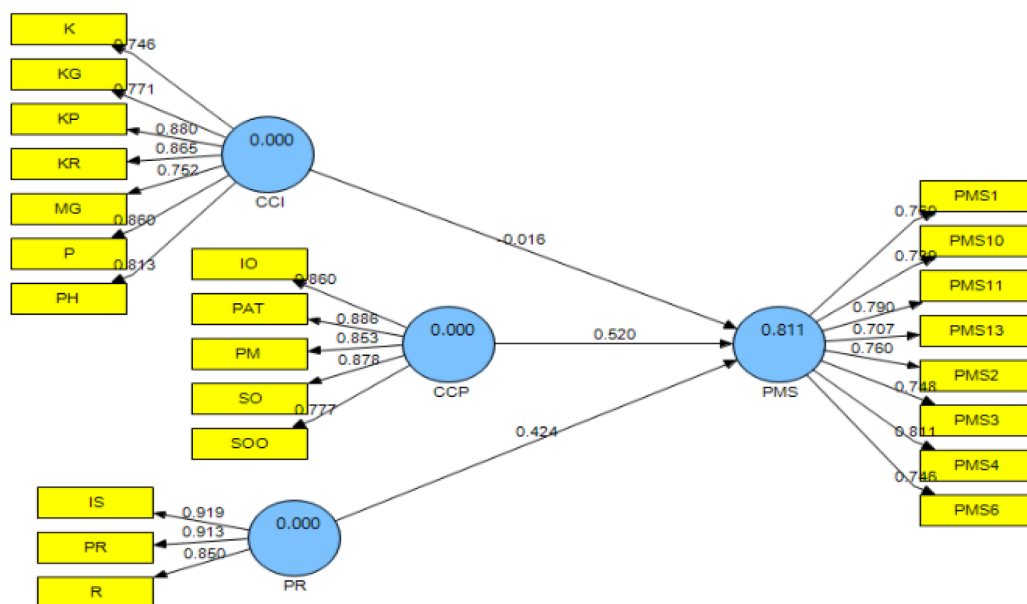 K
0.746
KG
0.771
KP
0.880
KR
0.865
MG
0.752
P
0.860
PH
0.813
0.000
CCI
-0.016
IO
0.860
PAT
0.888
PM
0.853
SO
0.878
SOO
0.777
0.000
CCP
0.520
IS
0.919
PR
0.913
R
0.850
0.000
PR
0.424
0.811
PMS
PMS1
PMS10
PMS11
0.790
PMS13
0.707
PMS2
0.760
PMS3
0.748
PMS4
0.811
PMS6
0.746